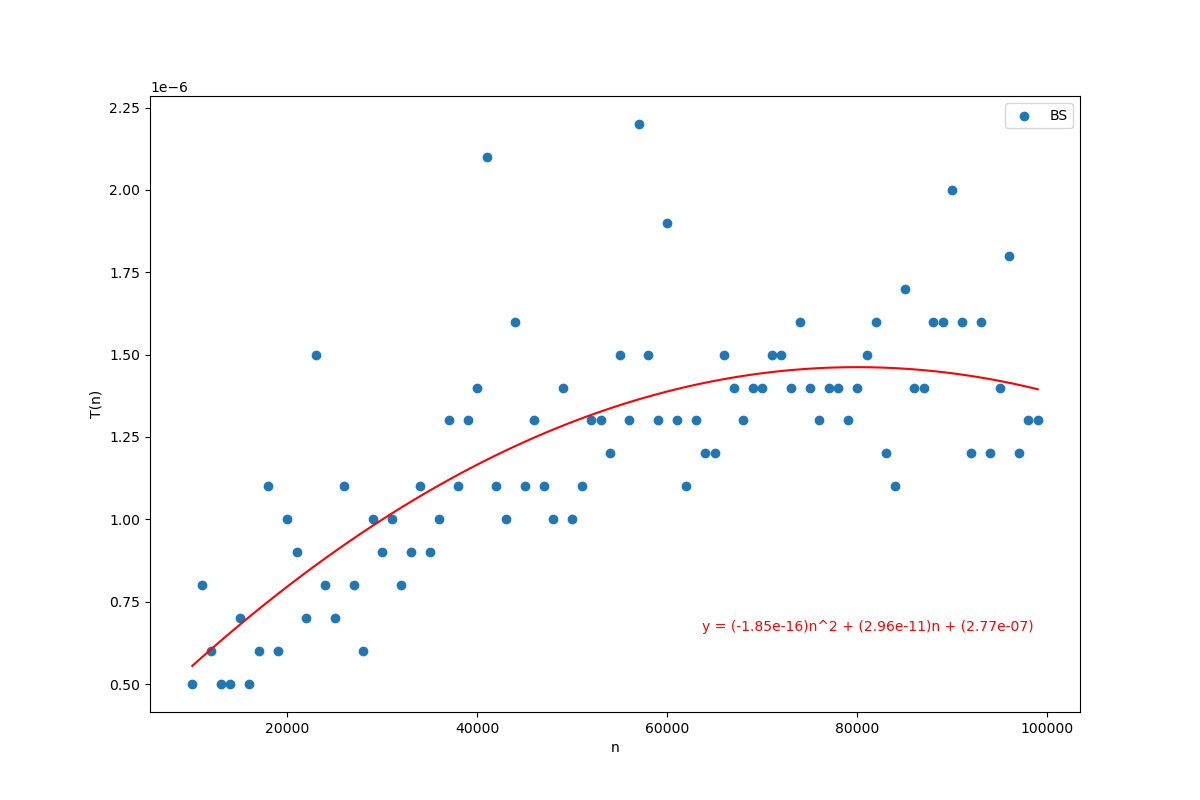 1e−6
BS
2.25
2.00
1.75
1.50
1.25
1.00
0.75
0.50
T(n)
y = (-1.85e-16)n^2 + (2.96e-11)n + (2.77e-07)
20000 40000 60000 80000 100000
n